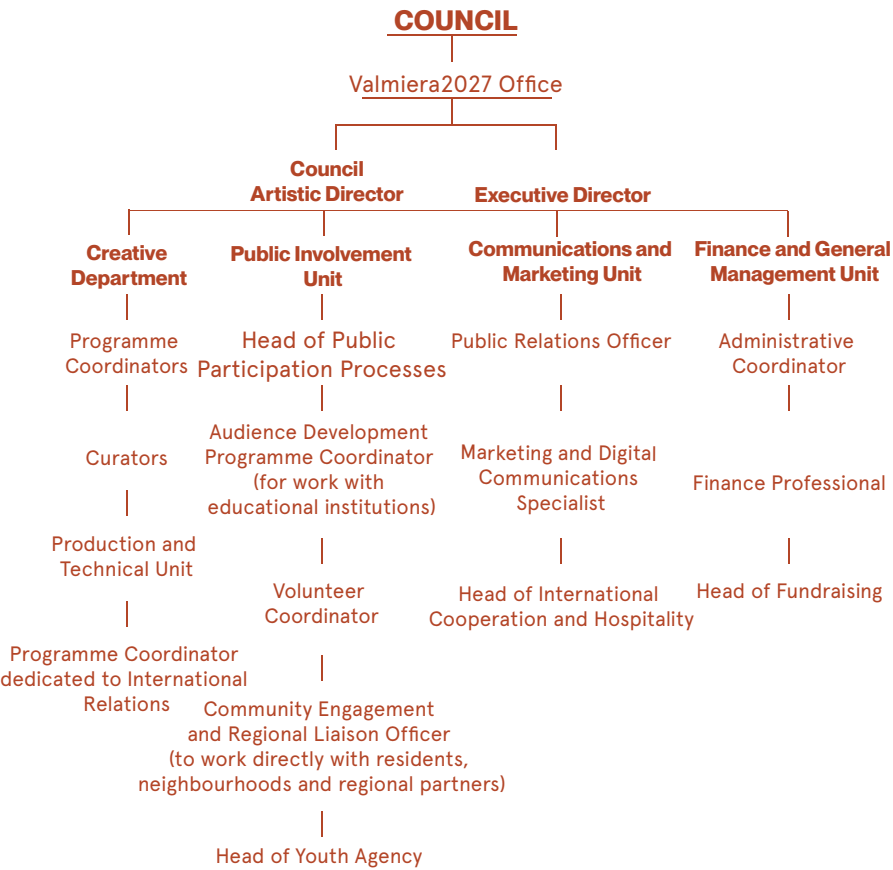 COUNCIL
Valmiera2027 Office
Council
Artistic Director
Executive Director
Creative
Department
Programme
Coordinators
Curators
Production and
Technical Unit
Programme Coordinator
dedicated to International
Relations
Public Involvement
Unit
Head of Public
Participation Processes
Audience Development
Programme Coordinator
(for work with
educational institutions)
Volunteer
Coordinator
Community Engagement
and Regional Liaison Officer
(to work directly with residents,
neighbourhoods and regional partners)
Head of Youth Agency
Communications and
Marketing Unit
Public Relations Officer
Marketing and Digital
Communications
Specialist
Head of International
Cooperation and Hospitality
Finance and General
Management Unit
Administrative
Coordinator
Finance Professional
Head of Fundraising